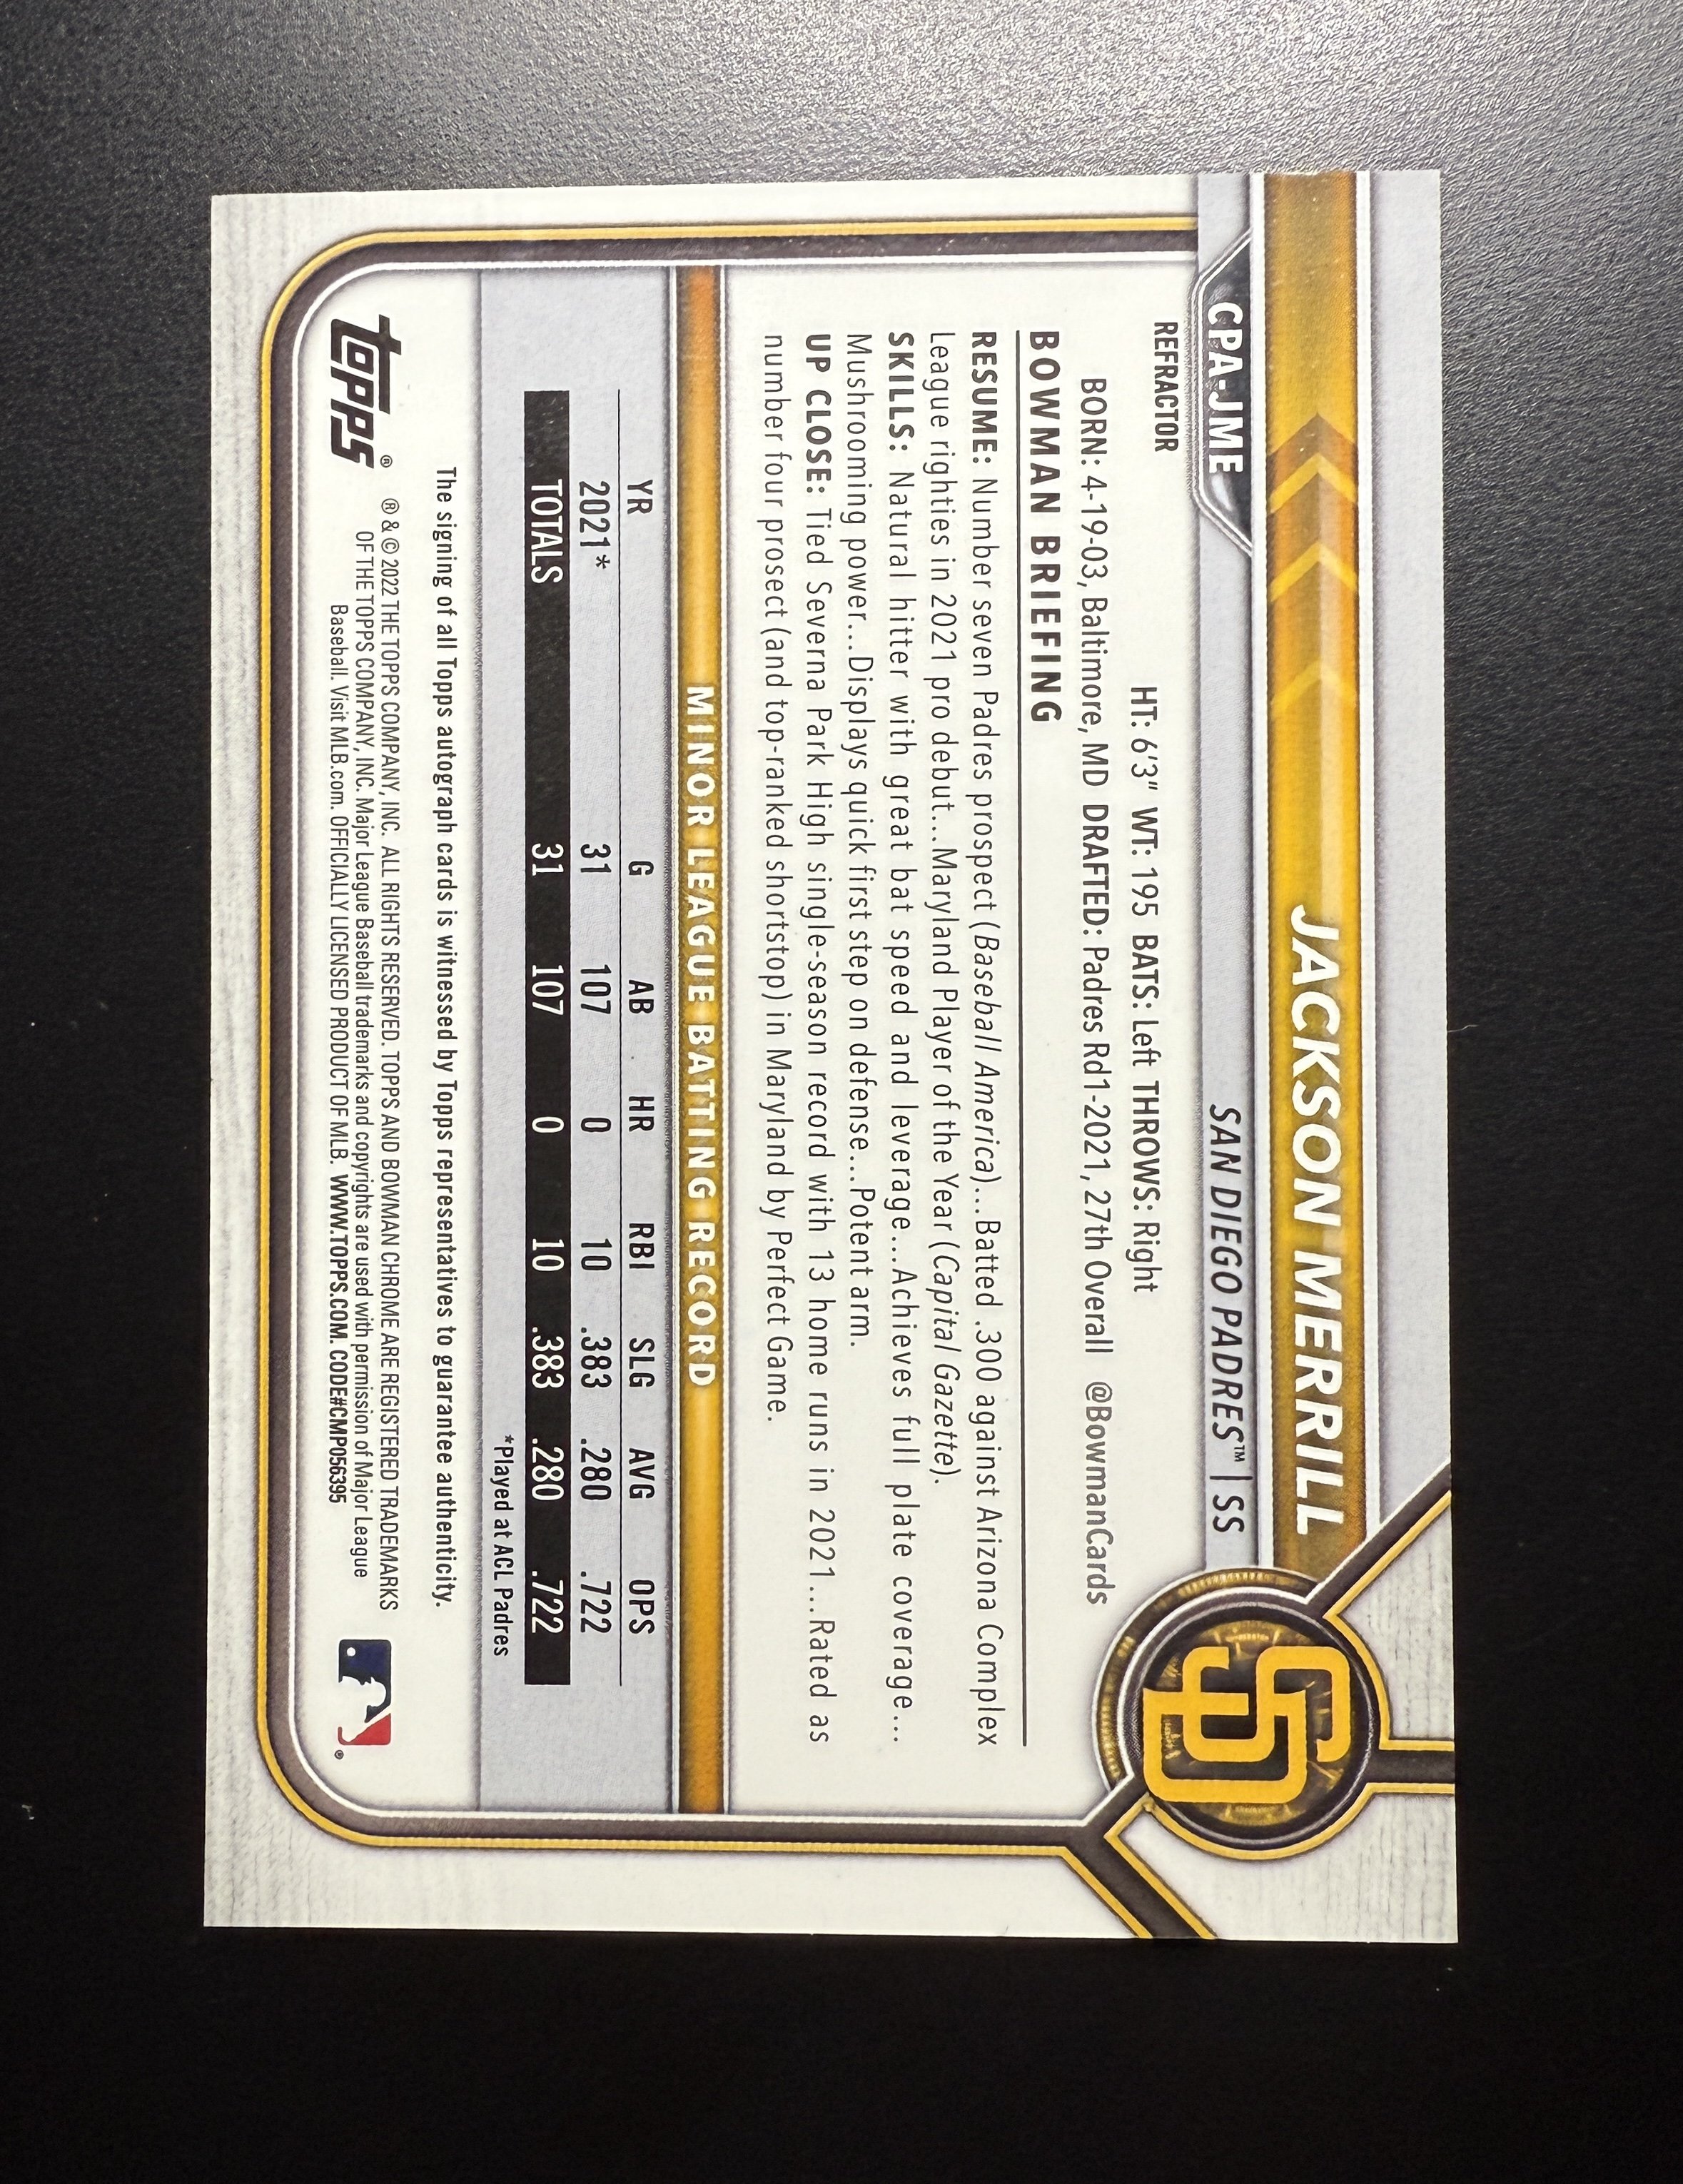 JACKSON MERRILL
CPA-JME
SAN DIEGO PADRES™ | SS
SD
REFRACTOR
HT: 6'3" WT: 195 BATS: Left THROWS: Right
BORN: 4-19-03, Baltimore, MD DRAFTED: Padres Rd1-2021, 27th Overall @BowmanCards
BOWMAN BRIEFING
RESUME: Number seven Padres prospect (Baseball America)...Batted .300 against Arizona Complex
League righties in 2021 pro debut...Maryland Player of the Year (Capital Gazette).
SKILLS: Natural hitter with great bat speed and leverage...Achieves full plate coverage...
Mushrooming power...Displays quick first step on defense...Potent arm.
UP CLOSE: Tied Severna Park High single-season record with 13 home runs in 2021...Rated as
number four prosect (and top-ranked shortstop) in Maryland by Perfect Game.
MINOR LEAGUE BATTING RECORD
YR G AB HR RBI SLG AVG OPS
2021* 31 107 0 10 .383 .280 .722
TOTALS 31 107 0 10 .383 .280 .722
*Played at ACL Padres
The signing of all Topps autograph cards is witnessed by Topps representatives to guarantee authenticity.
topps®
® & © 2022 THE TOPPS COMPANY, INC. ALL RIGHTS RESERVED. TOPPS AND BOWMAN CHROME ARE REGISTERED TRADEMARKS
OF THE TOPPS COMPANY, INC. Major League Baseball trademarks and copyrights are used with permission of Major League
Baseball. Visit MLB.com. OFFICIALLY LICENSED PRODUCT OF MLB. WWW.TOPPS.COM. CODE#CMP056395
®